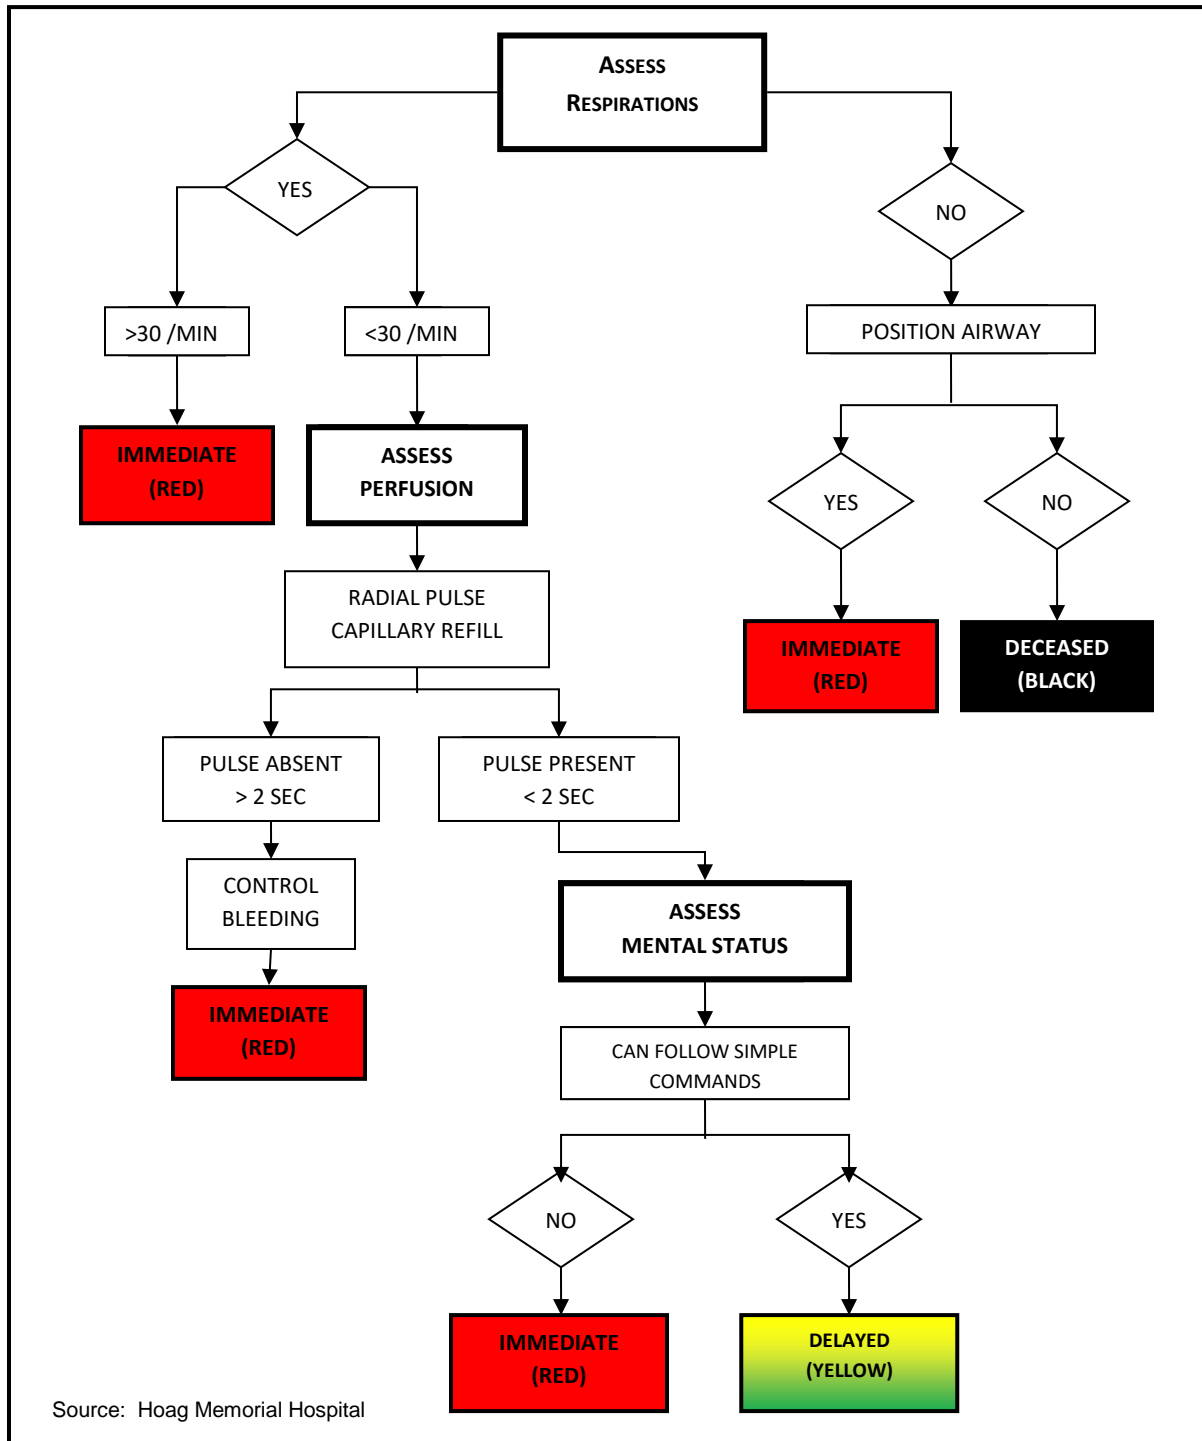 ASSESS
RESPIRATIONS
YES
NO
>30 /MIN
<30 /MIN
POSITION AIRWAY
IMMEDIATE
(RED)
ASSESS
PERFUSION
YES
NO
RADIAL PULSE
CAPILLARY REFILL
IMMEDIATE
(RED)
DECEASED
(BLACK)
PULSE ABSENT
> 2 SEC
PULSE PRESENT
< 2 SEC
CONTROL
BLEEDING
ASSESS
MENTAL STATUS
IMMEDIATE
(RED)
CAN FOLLOW SIMPLE
COMMANDS
NO
YES
IMMEDIATE
(RED)
DELAYED
(YELLOW)
Source: Hoag Memorial Hospital